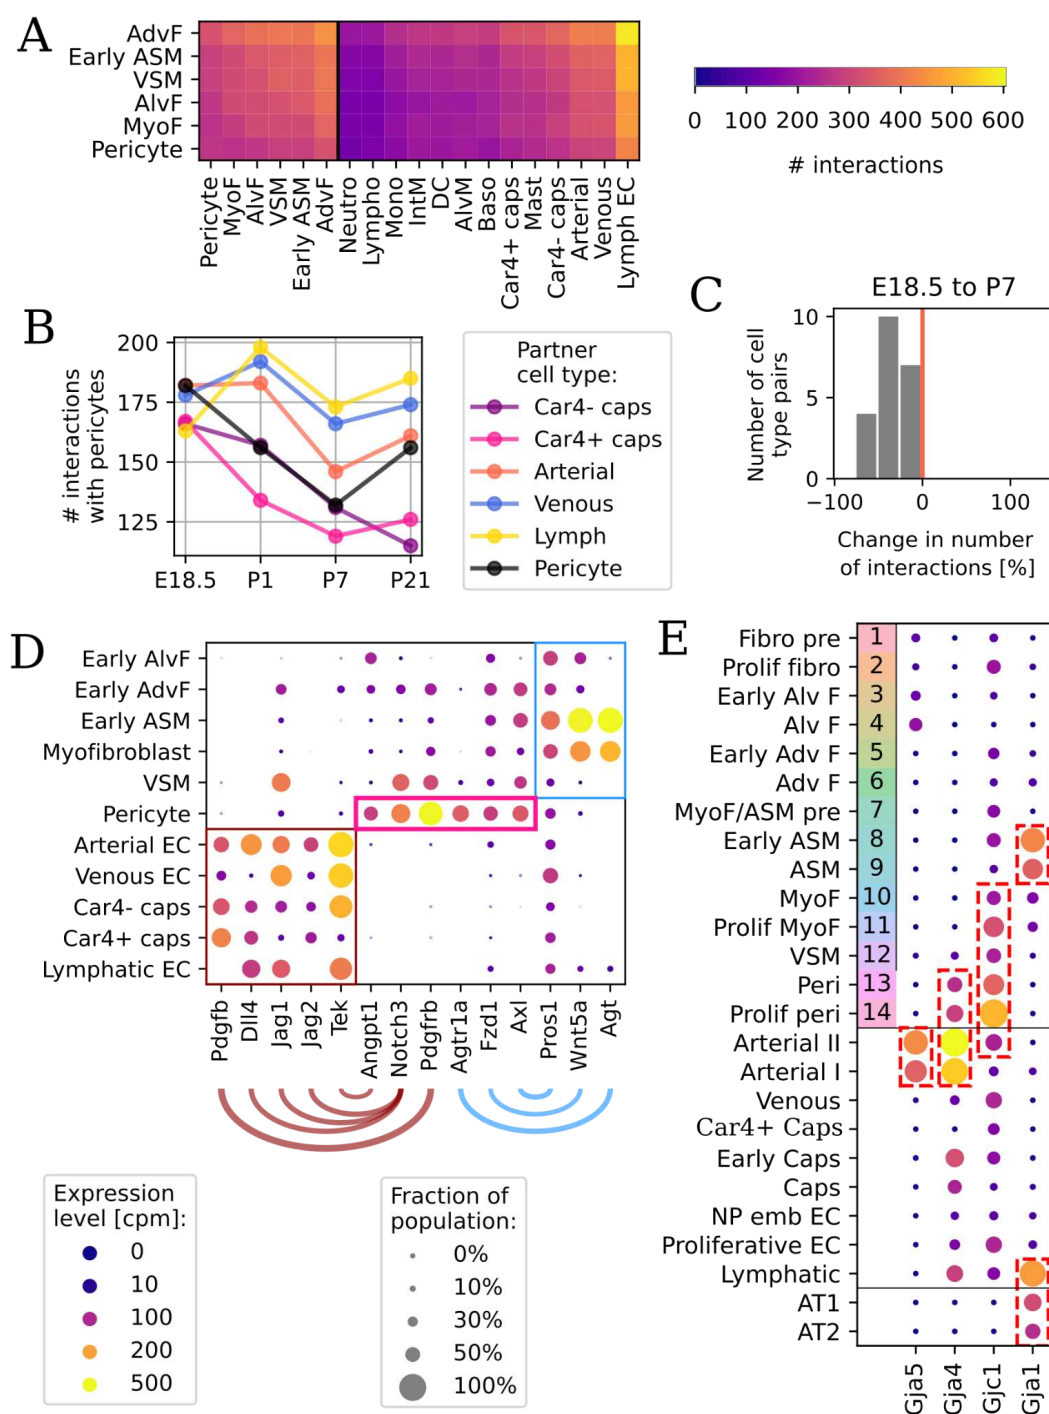 A
AdvF
Early ASM
VSM
AlvF
MyoF
Pericyte
Pericyte
MyoF
AlvF
VSM
Early ASM
AdvF
Neutro
Lympho
Mono
IntM
DC
AlvM
Baso
Car4+ caps
Mast
Car4- caps
Arterial
Venous
Lymph EC
0 100 200 300 400 500 600
# interactions
B
# interactions
with pericytes
200
175
150
125
E18.5 P1 P7 P21
Partner
cell type:
Car4- caps
Car4+ caps
Arterial
Venous
Lymph
Pericyte
C
E18.5 to P7
Number of cell
type pairs
10
5
0
−100 0 100
Change in number
of interactions [%]
D
Early AlvF
Early AdvF
Early ASM
Myofibroblast
VSM
Pericyte
Arterial EC
Venous EC
Car4- caps
Car4+ caps
Lymphatic EC
Pdgfb
Dll4
Jag1
Jag2
Tek
Angpt1
Notch3
Pdgfrb
Agtr1a
Fzd1
Axl
Pros1
Wnt5a
Agt
Expression
level [cpm]:
0
10
100
200
500
Fraction of
population:
0%
10%
30%
50%
100%
E
Fibro pre 1
Prolif fibro 2
Early Alv F 3
Alv F 4
Early Adv F 5
Adv F 6
MyoF/ASM pre 7
Early ASM 8
ASM 9
MyoF 10
Prolif MyoF 11
VSM 12
Peri 13
Prolif peri 14
Arterial II
Arterial I
Venous
Car4+ Caps
Early Caps
Caps
NP emb EC
Proliferative EC
Lymphatic
AT1
AT2
Gja5
Gja4
Gjc1
Gja1